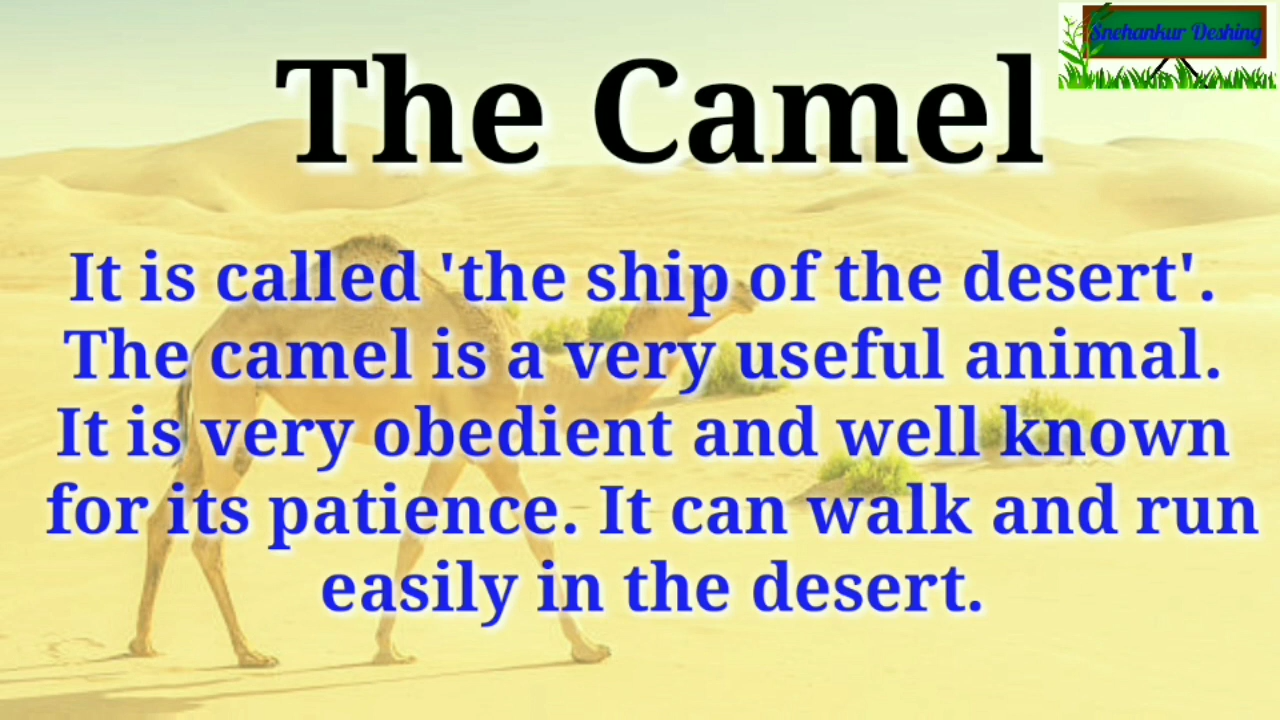 Snehankur Deshing
The Camel
It is called 'the ship of the desert'.
The camel is a very useful animal.
It is very obedient and well known
for its patience. It can walk and run
easily in the desert.